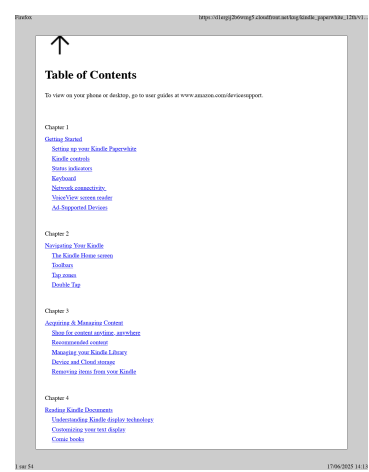 Firefox
Table of Contents
To view on your phone or desktop, go to user guides at www.amazon.com/devicesupport.
Chapter 1
Getting Started
Setting up your Kindle Paperwhite
Kindle controls
Status indicators
Keyboard
Network connectivity
VoiceView screen reader
Ad-Supported Devices
Chapter 2
Navigating Your Kindle
The Kindle Home screen
Toolbars
Tap zones
Double Tap
Chapter 3
Acquiring & Managing Content
Shop for content anytime, anywhere
Recommended content
Managing your Kindle Library
Device and Cloud storage
Removing items from your Kindle
Chapter 4
Reading Kindle Documents
Understanding Kindle display technology
Customizing your text display
Comic books
1 sur 54
17/06/2025 14:13